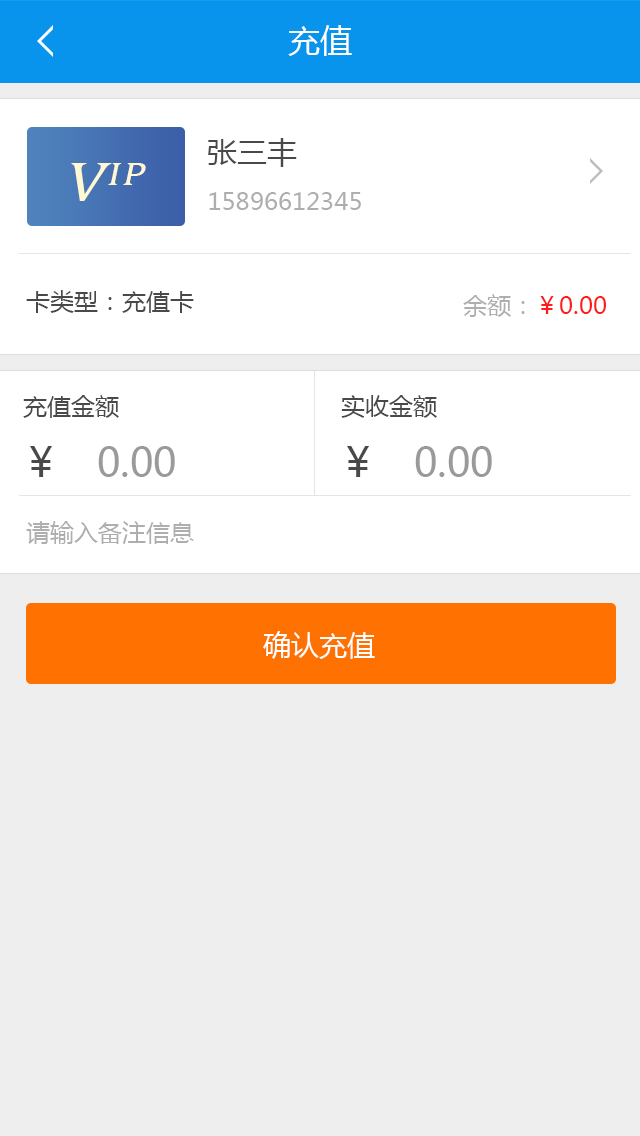 充值
VIP
张三丰
15896612345
卡类型：充值卡
余额： ¥ 0.00
充值金额
¥ 0.00
实收金额
¥ 0.00
请输入备注信息
确认充值